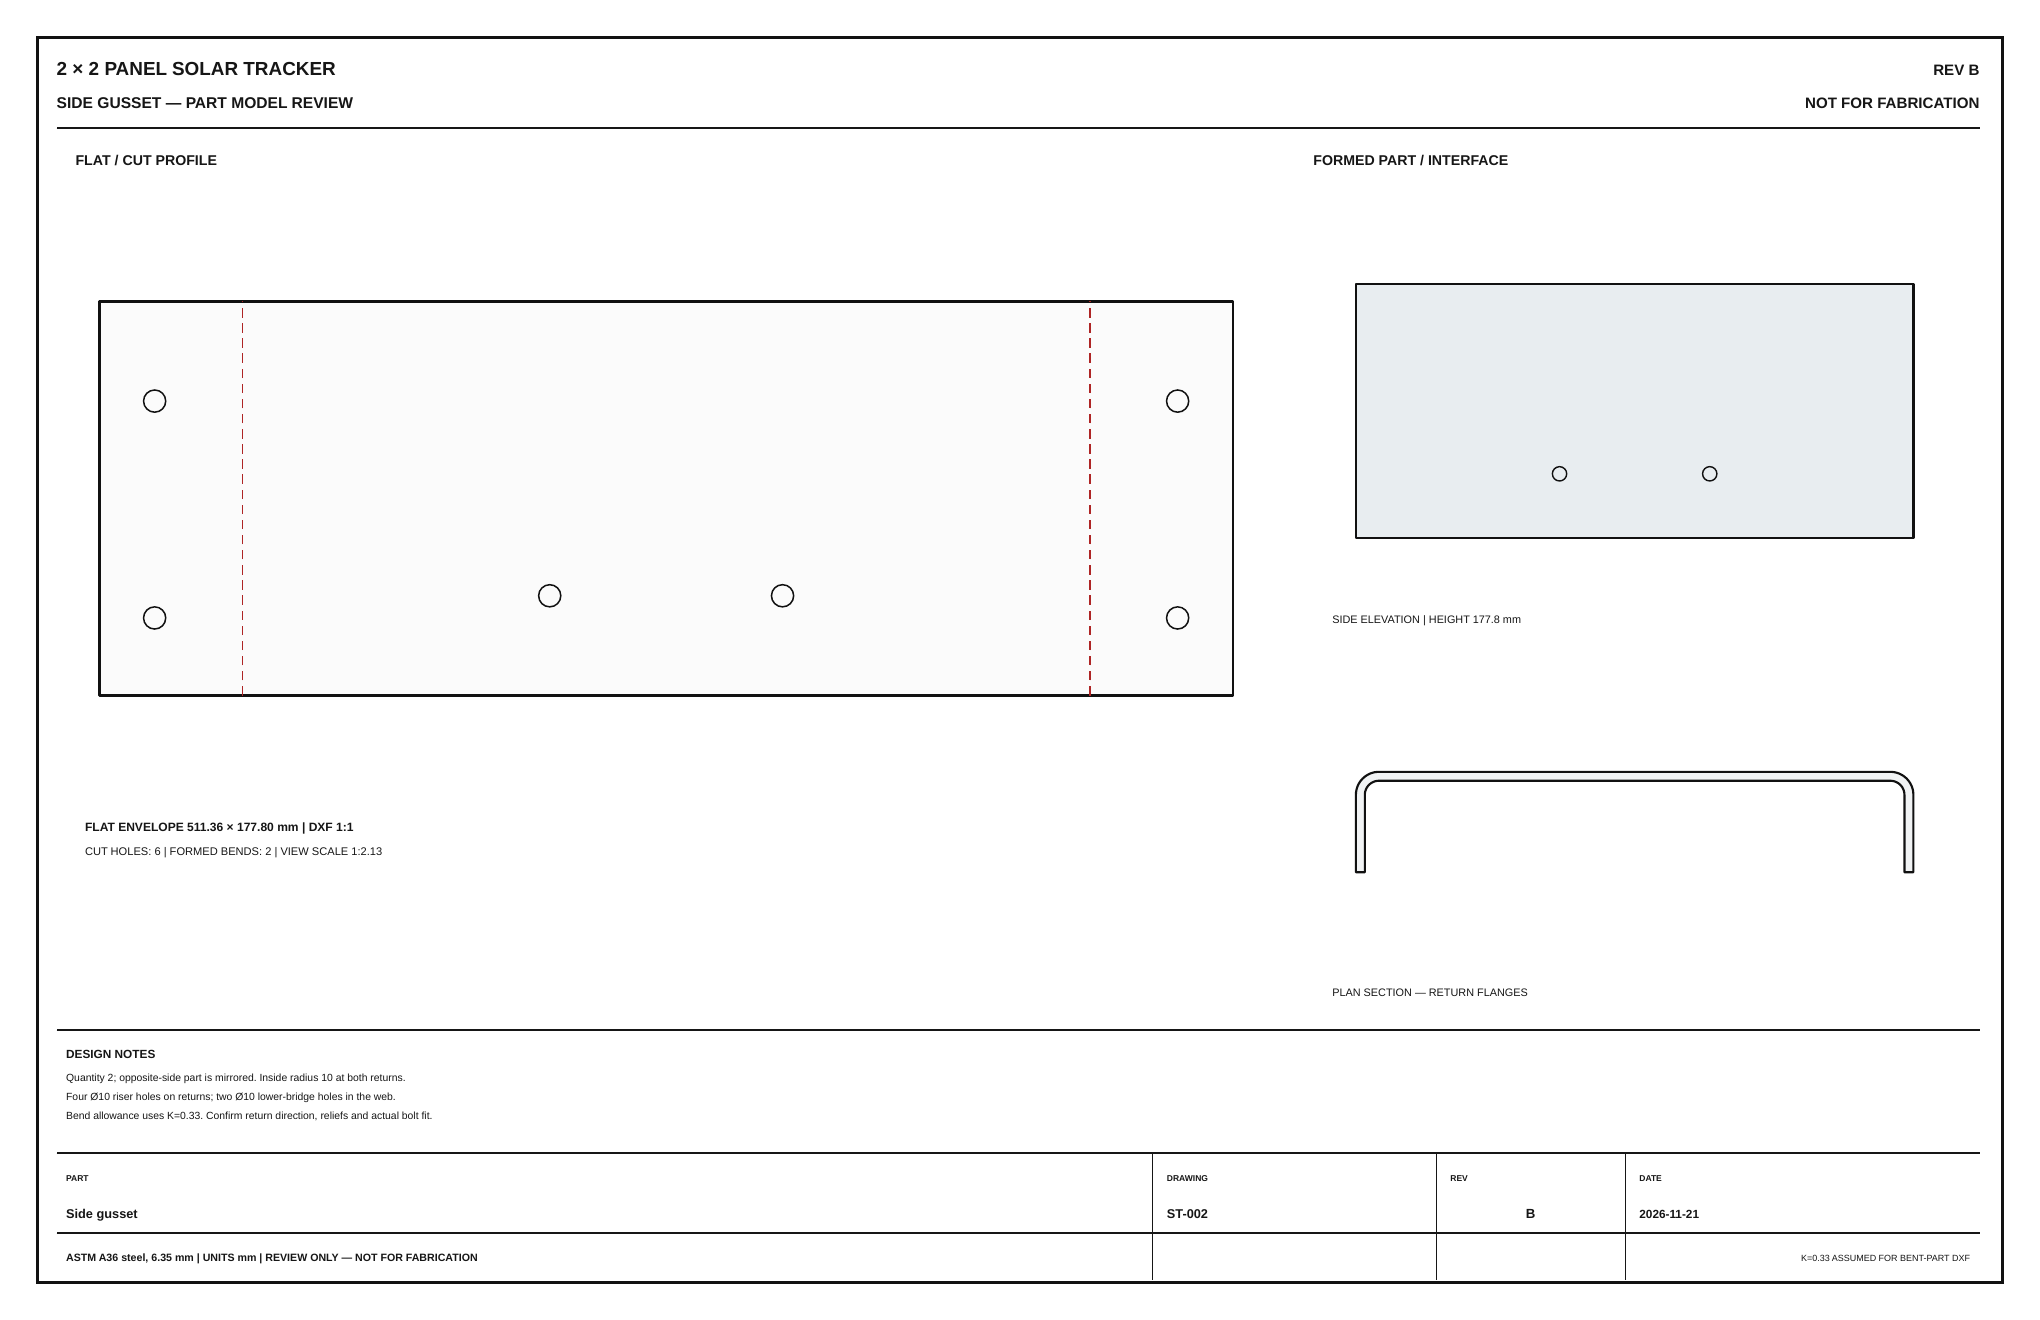 2 × 2 PANEL SOLAR TRACKER
REV B
SIDE GUSSET — PART MODEL REVIEW
NOT FOR FABRICATION
FLAT / CUT PROFILE
FORMED PART / INTERFACE
SIDE ELEVATION | HEIGHT 177.8 mm
FLAT ENVELOPE 511.36 × 177.80 mm | DXF 1:1
CUT HOLES: 6 | FORMED BENDS: 2 | VIEW SCALE 1:2.13
PLAN SECTION — RETURN FLANGES
DESIGN NOTES
Quantity 2; opposite-side part is mirrored. Inside radius 10 at both returns.
Four Ø10 riser holes on returns; two Ø10 lower-bridge holes in the web.
Bend allowance uses K=0.33. Confirm return direction, reliefs and actual bolt fit.
PART
DRAWING
REV
DATE
Side gusset
ST-002
B
2026-11-21
ASTM A36 steel, 6.35 mm | UNITS mm | REVIEW ONLY — NOT FOR FABRICATION
K=0.33 ASSUMED FOR BENT-PART DXF